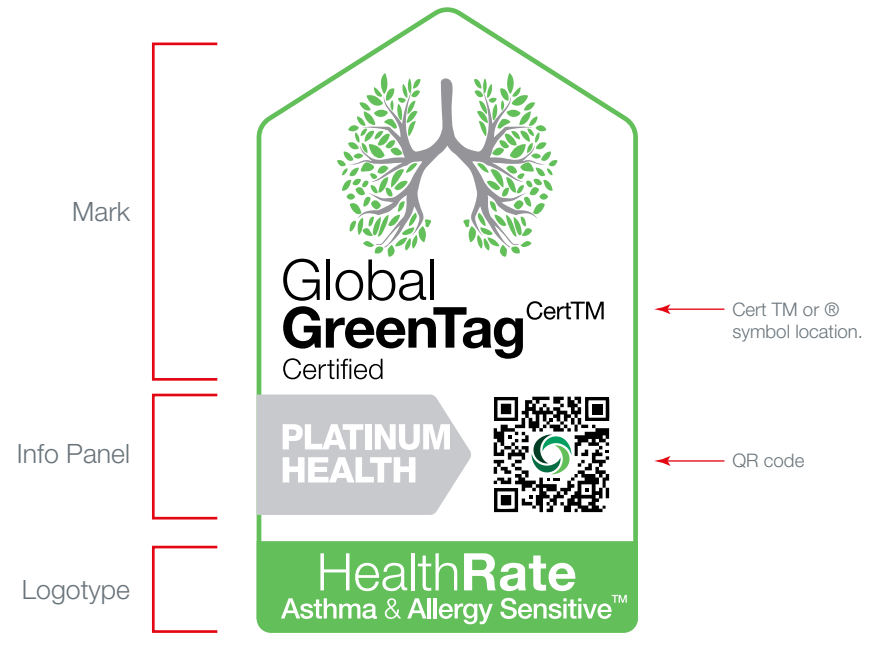 Mark
Global
GreenTag CertTM
Certified
Cert TM or ®
symbol location.
Info Panel
PLATINUM
HEALTH
QR code
Logotype
HealthRate
Asthma & Allergy Sensitive™